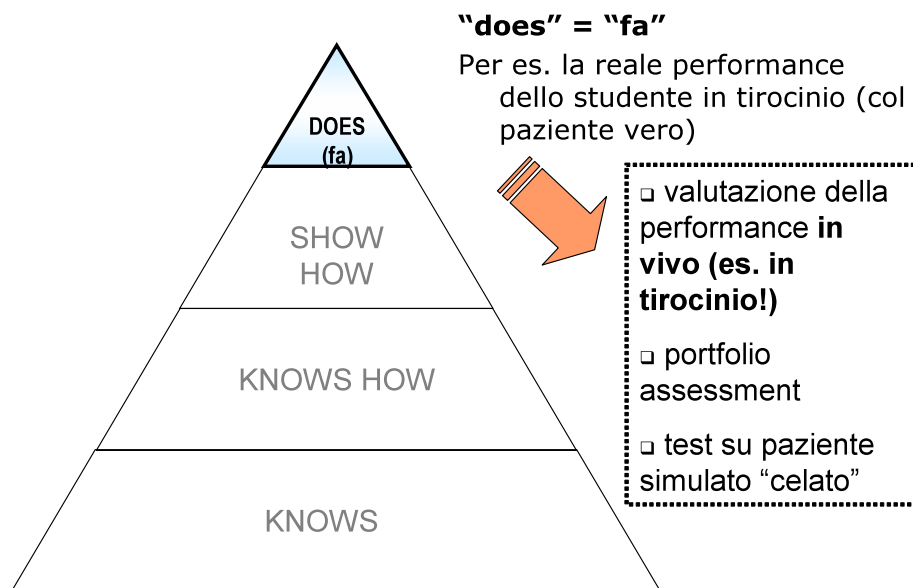 “does” = “fa”
Per es. la reale performance
dello studente in tirocinio (col
paziente vero)
DOES
(fa)
SHOW
HOW
KNOWS HOW
KNOWS
❑ valutazione della
performance in
vivo (es. in
tirocinio!)
❑ portfolio
assessment
❑ test su paziente
simulato “celato”